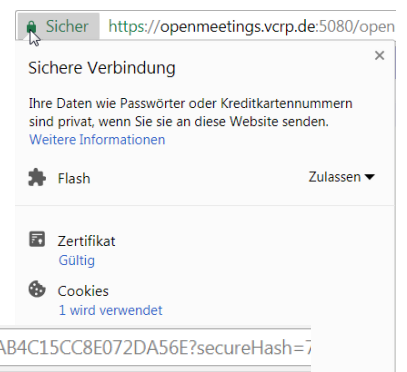 Sicher https://openmeetings.vcrp.de:5080/open
Sichere Verbindung
Ihre Daten wie Passwörter oder Kreditkartennummern
sind privat, wenn Sie sie an diese Website senden.
Weitere Informationen
Flash Zulassen
Zertifikat
Gültig
Cookies
1 wird verwendet
AB4C15CC8E072DA56E?secureHash=7